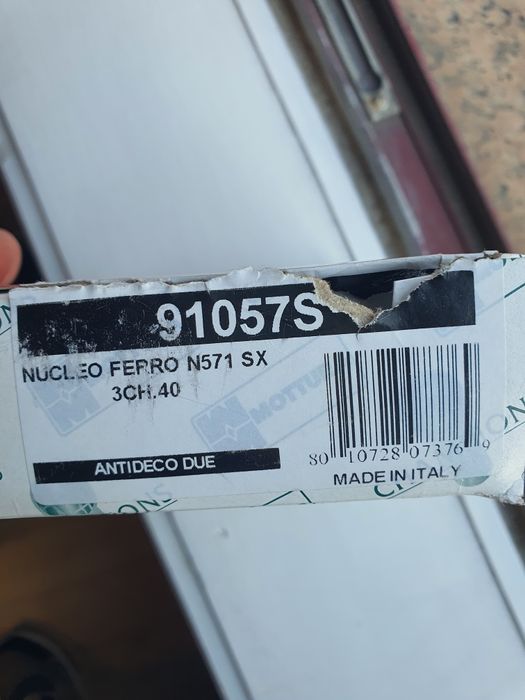 91057S
NUCLEO FERRO N571 SX
3CH.40
ANTIDECO DUE
80 10728 07376 9
MADE IN ITALY